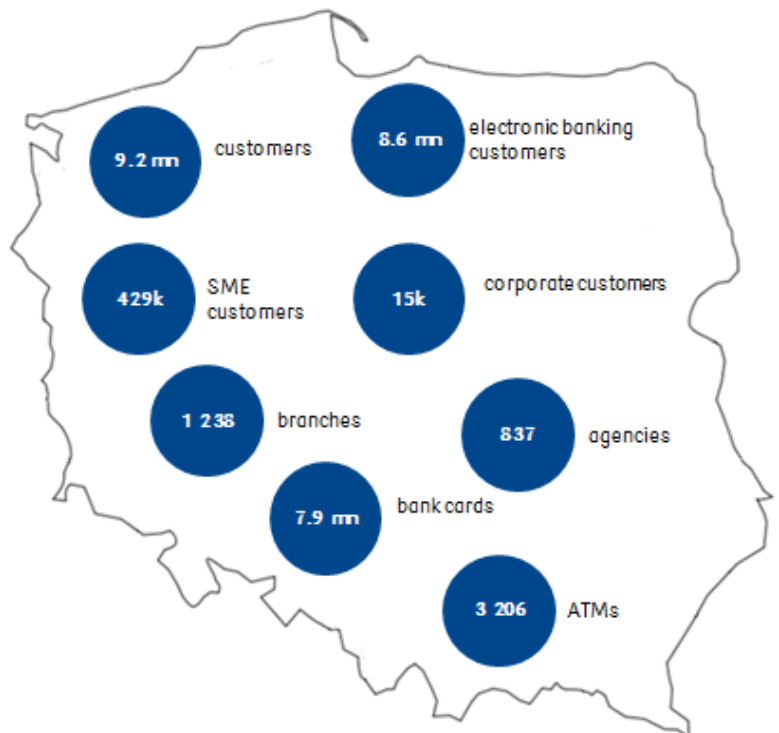 9.2 mn
customers
8.6 mn
electronic banking
customers
429k
SME
customers
15k
corporate customers
1 238
branches
837
agencies
7.9 mn
bank cards
3 206
ATMs